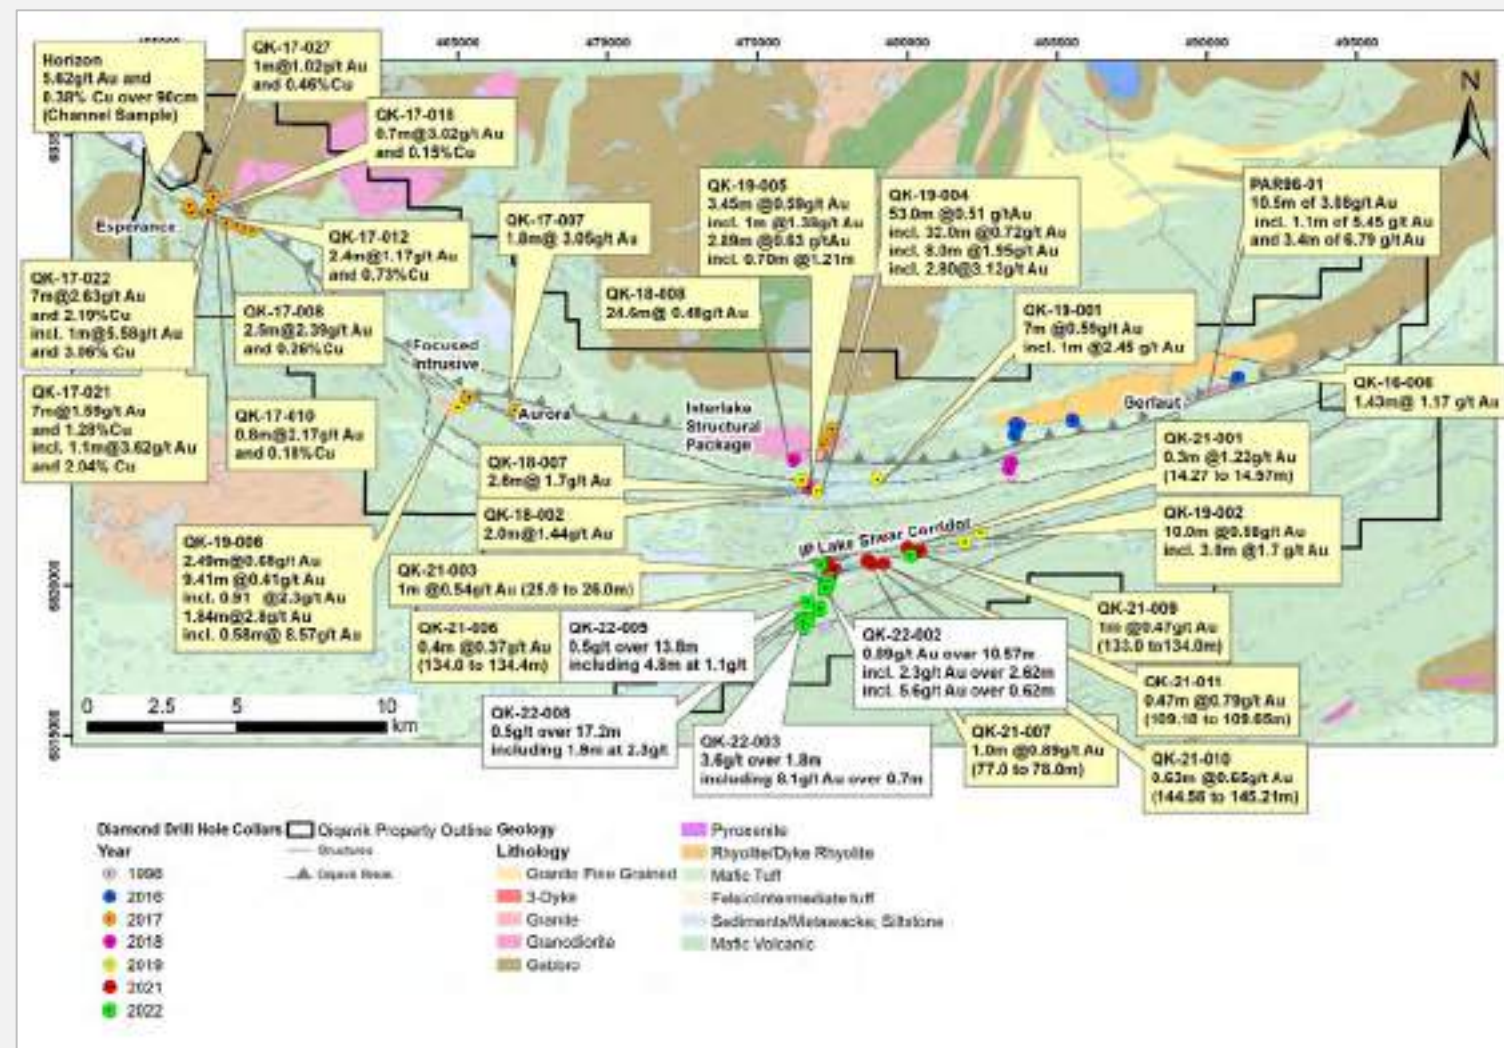 Horizon
5.62g/t Au and
0.38% Cu over 90cm
(Channel Sample)
QK-17-027
1m@1.02g/t Au
and 0.46%Cu
QK-17-018
0.7m@3.02g/t Au
and 0.15%Cu
465000
470000
475000
480000
485000
490000
495000
N
Esperance
QK-17-012
2.4m@1.17g/t Au
and 0.73%Cu
QK-17-007
1.8m@ 3.05g/t Au
QK-19-005
3.45m @0.59g/t Au
incl. 1m @1.38g/t Au
2.89m @0.63 g/tAu
incl. 0.70m @1.21m
QK-19-004
53.0m @0.51 g/tAu
incl. 32.0m @0.72g/t Au
incl. 8.0m @1.95g/t Au
incl. 2.80@3.12g/t Au
PAR96-01
10.5m of 3.88g/t Au
incl. 1.1m of 5.45 g/t Au
and 3.4m of 6.79 g/t Au
QK-17-022
7m@2.63g/t Au
and 2.19%Cu
incl. 1m@5.58g/t Au
and 3.06% Cu
QK-17-008
2.5m@2.39g/t Au
and 0.26%Cu
QK-18-008
24.6m@ 0.48g/t Au
QK-19-001
7m @0.59g/t Au
incl. 1m @2.45 g/t Au
Focused
Intrusive
QK-17-021
7m@1.59g/t Au
and 1.28%Cu
incl. 1.1m@3.62g/t Au
and 2.04% Cu
QK-17-010
0.8m@2.17g/t Au
and 0.18%Cu
Aurora
Interlake
Structural
Package
Gerfaut
QK-16-006
1.43m@ 1.17 g/t Au
QK-18-007
2.6m@ 1.7g/t Au
QK-21-001
0.3m @1.22g/t Au
(14.27 to 14.57m)
QK-18-002
2.0m@1.44g/t Au
QK-19-002
10.0m @0.58g/t Au
incl. 3.0m @1.7 g/t Au
IP Lake Shear Corridor
QK-19-006
2.49m@0.68g/t Au
9.41m @0.61g/t Au
incl. 0.91 @2.3g/t Au
1.84m@2.8g/t Au
incl. 0.58m@ 8.57g/t Au
QK-21-003
1m @0.54g/t Au (25.0 to 26.0m)
QK-21-006
0.4m @0.37g/t Au
(134.0 to 134.4m)
QK-22-005
0.5g/t over 13.8m
including 4.8m at 1.1g/t
QK-22-002
0.89g/t Au over 10.57m
incl. 2.3g/t Au over 2.62m
incl. 5.6g/t Au over 0.62m
QK-21-009
1m @0.47g/t Au
(133.0 to134.0m)
QK-21-011
0.47m @0.79g/t Au
(109.18 to 109.65m)
0 2.5 5 10
km
QK-22-008
0.5g/t over 17.2m
including 1.9m at 2.3g/t
QK-22-003
3.6g/t over 1.8m
including 8.1g/t Au over 0.7m
QK-21-007
1.0m @0.89g/t Au
(77.0 to 78.0m)
QK-21-010
0.63m @0.65g/t Au
(144.58 to 145.21m)
Diamond Drill Hole Collars
Year
1996
2016
2017
2018
2019
2021
2022
Qiqavik Property Outline
Structures
Qiqavik Break
Geology
Lithology
Granite Fine Grained
3-Dyke
Granite
Granodiorite
Gabbro
Pyroxenite
Rhyolite/Dyke Rhyolite
Mafic Tuff
Felsic/intermediate tuff
Sediments/Metawacke, Siltstone
Mafic Volcanic